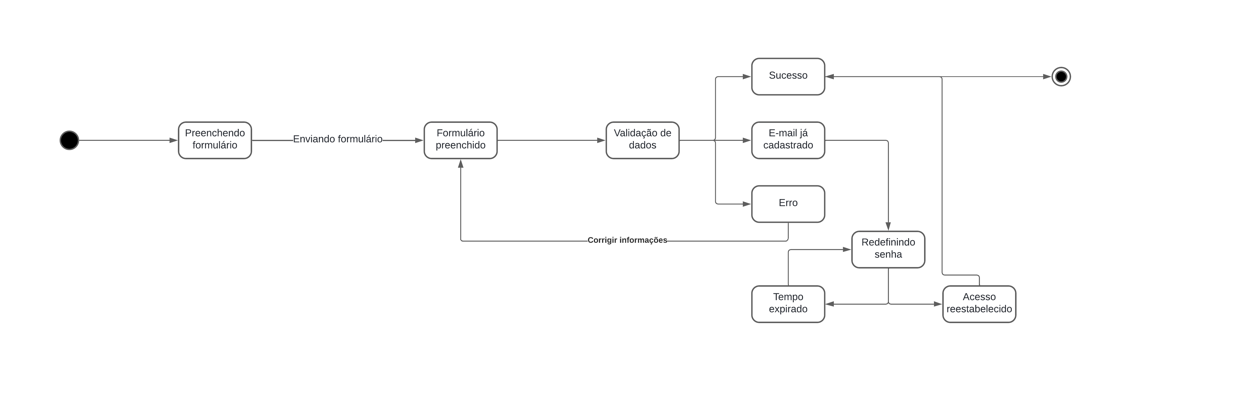 Sucesso
Preenchendo
formulário
Enviando formulário
Formulário
preenchido
Validação de
dados
E-mail já
cadastrado
Erro
Corrigir informações
Redefinindo
senha
Tempo
expirado
Acesso
reestabelecido